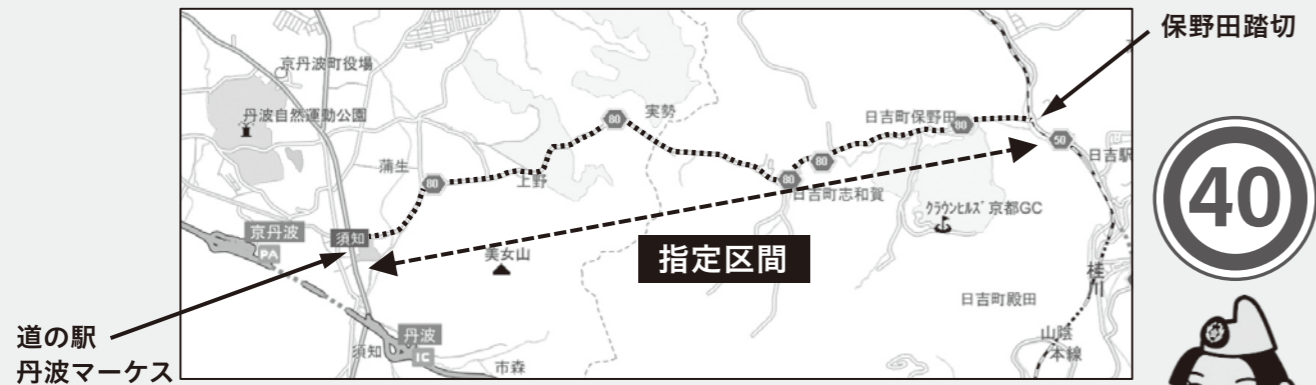 保野田踏切
京丹波町役場
丹波自然運動公園
実勢
80
日吉町保野田
80
50
日吉駅
蒲生
80
上野
80
80
日吉町志和賀
クラウンヒルズ京都GC
40
京丹波
PA
須知
美女山
指定区間
桂川
日吉町殿田
山陰
本線
道の駅
丹波マーケス
須知
丹波
IC
市森